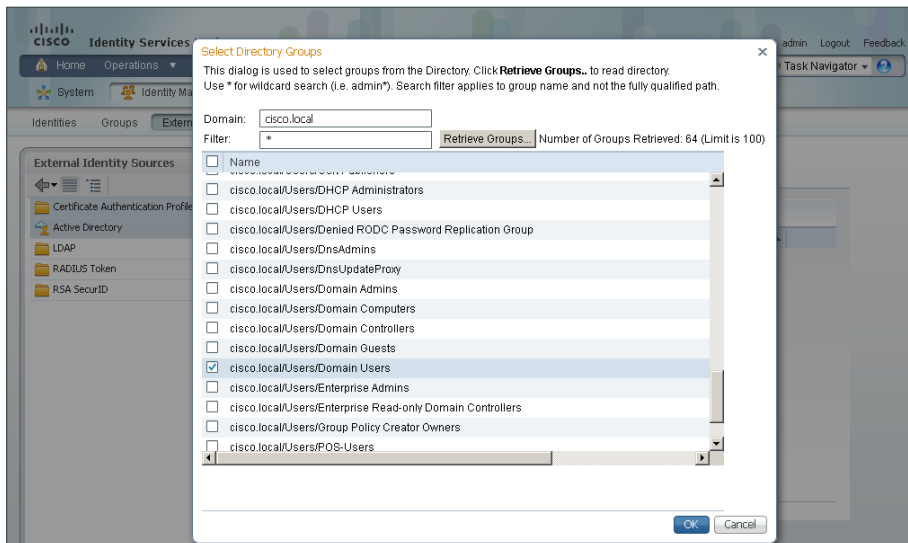 CISCO Identity Services
admin Logout Feedback
Home Operations
Task Navigator
System Identity Ma
Identities Groups Extern
External Identity Sources
Certificate Authentication Profile
Active Directory
LDAP
RADIUS Token
RSA SecurID
Select Directory Groups
This dialog is used to select groups from the Directory. Click Retrieve Groups.. to read directory.
Use * for wildcard search (i.e. admin*). Search filter applies to group name and not the fully qualified path.
Domain: cisco.local
Filter: * Retrieve Groups... Number of Groups Retrieved: 64 (Limit is 100)
Name
cisco.local/Users/DHCP Administrators
cisco.local/Users/DHCP Users
cisco.local/Users/Denied RODC Password Replication Group
cisco.local/Users/DnsAdmins
cisco.local/Users/DnsUpdateProxy
cisco.local/Users/Domain Admins
cisco.local/Users/Domain Computers
cisco.local/Users/Domain Controllers
cisco.local/Users/Domain Guests
cisco.local/Users/Domain Users
cisco.local/Users/Enterprise Admins
cisco.local/Users/Enterprise Read-only Domain Controllers
cisco.local/Users/Group Policy Creator Owners
cisco.local/Users/POS-Users
OK Cancel